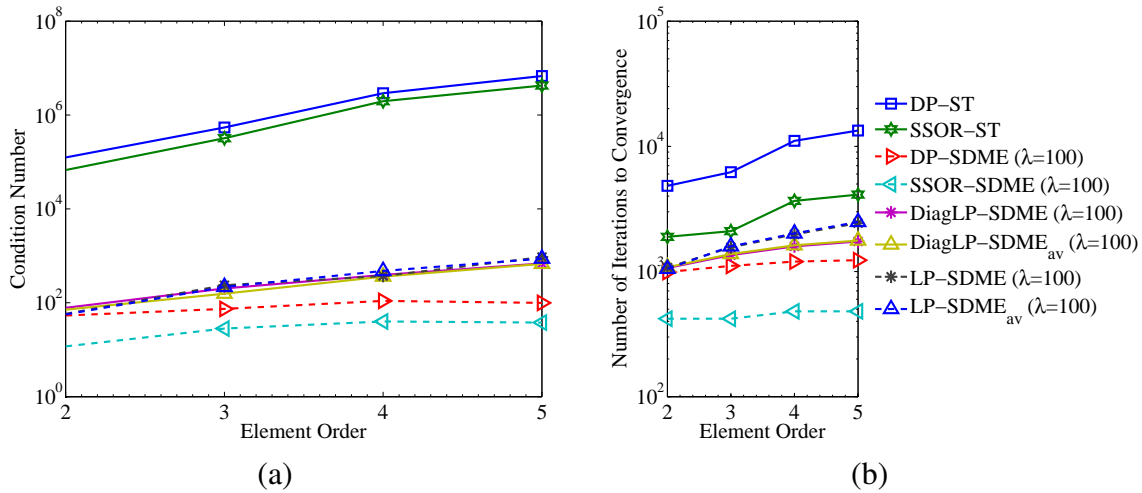 10^8
10^6
10^4
10^2
10^0
Condition Number
2 3 4 5
Element Order
(a)
10^5
10^4
10^3
10^2
Number of Iterations to Convergence
2 3 4 5
Element Order
(b)
DP−ST
SSOR−ST
DP−SDME (λ=100)
SSOR−SDME (λ=100)
DiagLP−SDME (λ=100)
DiagLP−SDME_av (λ=100)
LP−SDME (λ=100)
LP−SDME_av (λ=100)